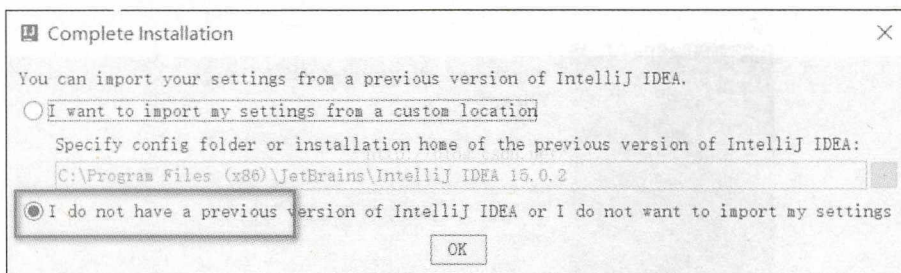 Complete Installation
You can import your settings from a previous version of IntelliJ IDEA.
I want to import my settings from a custom location
Specify config folder or installation home of the previous version of IntelliJ IDEA:
C:\Program Files (x86)\JetBrains\IntelliJ IDEA 15.0.2
I do not have a previous version of IntelliJ IDEA or I do not want to import my settings
OK